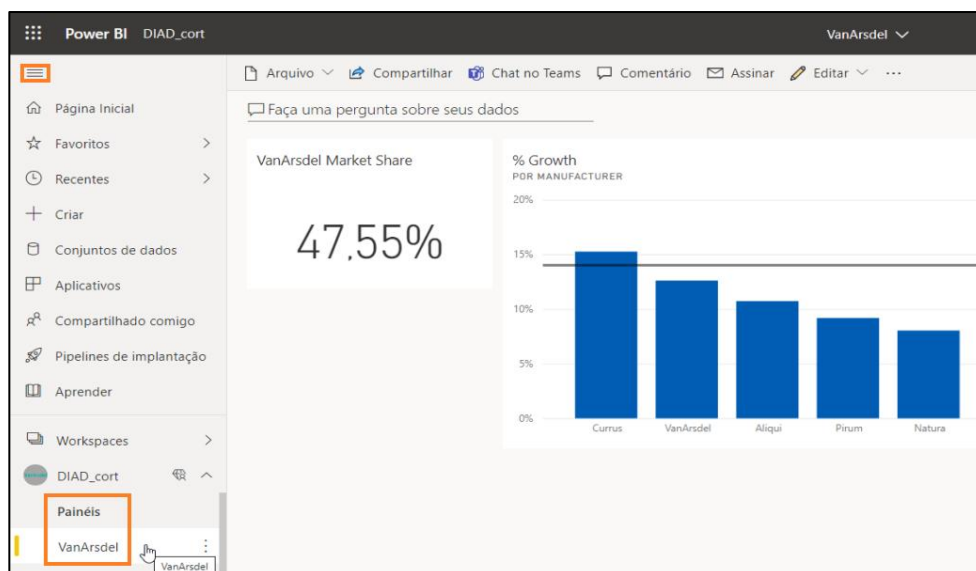 Power BI DIAD_cort VanArsdel
Arquivo Compartilhar Chat no Teams Comentário Assinar Editar ...
Página Inicial
Favoritos
Recentes
Criar
Conjuntos de dados
Aplicativos
Compartilhado comigo
Pipelines de implantação
Aprender
Workspaces
DIAD_cort
Painéis
VanArsdel
VanArsdel
Faça uma pergunta sobre seus dados
VanArsdel Market Share
47,55%
% Growth
POR MANUFACTURER
20%
15%
10%
5%
0%
Currus VanArsdel Aliqui Pirum Natura